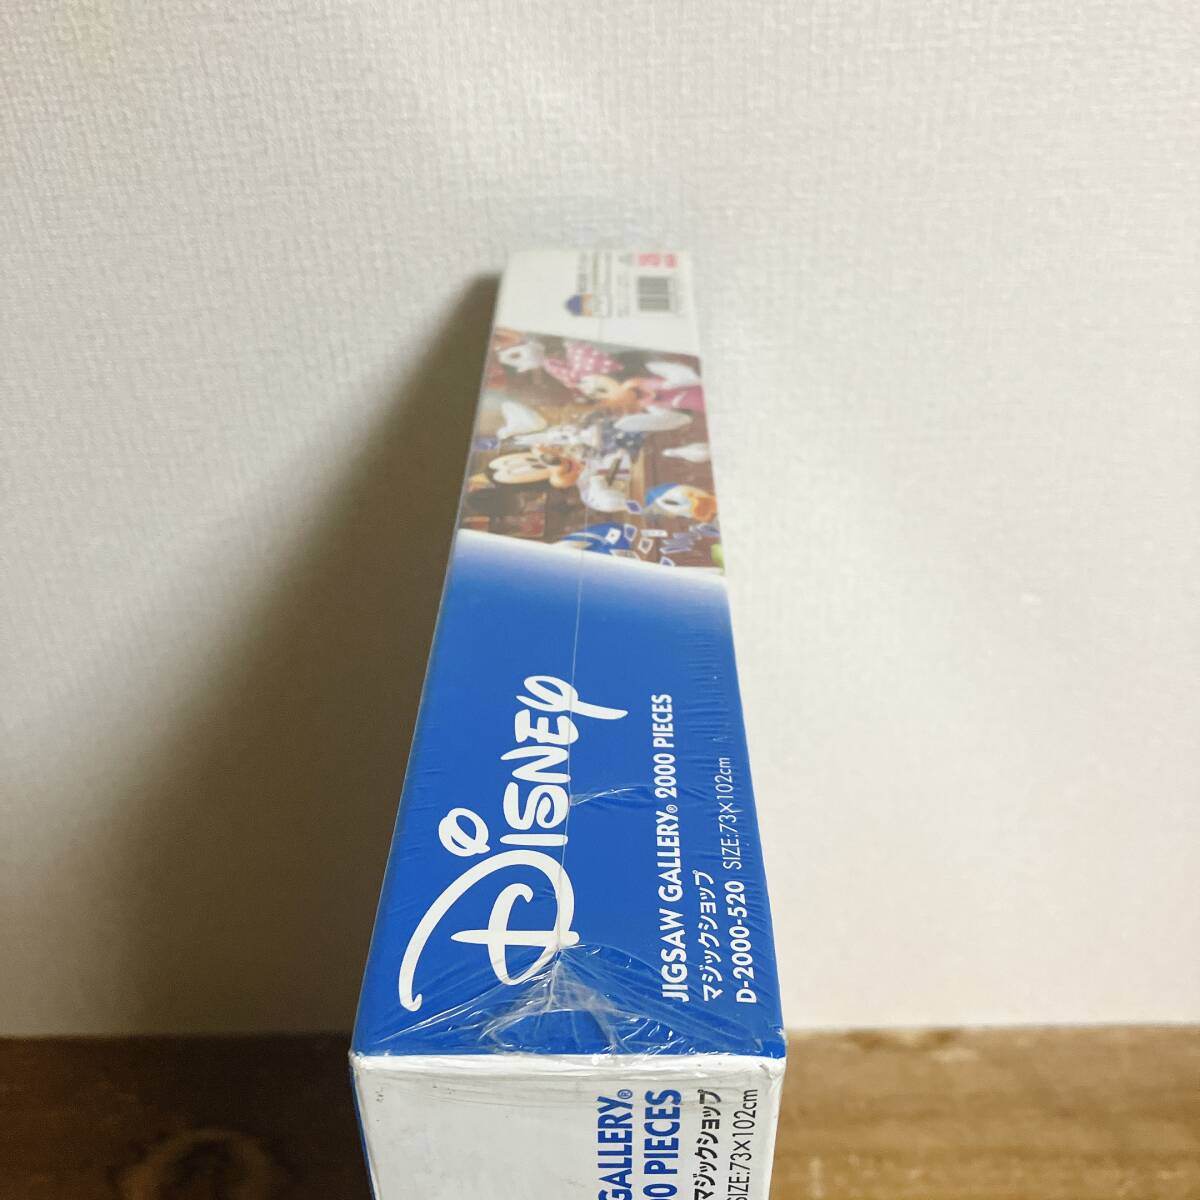 DISNEY
JIGSAW GALLERY® 2000 PIECES
マジックショップ
D-2000-520 SIZE:73×102cm
GALLERY®
PIECES
マジックショップ
SIZE:73×102cm